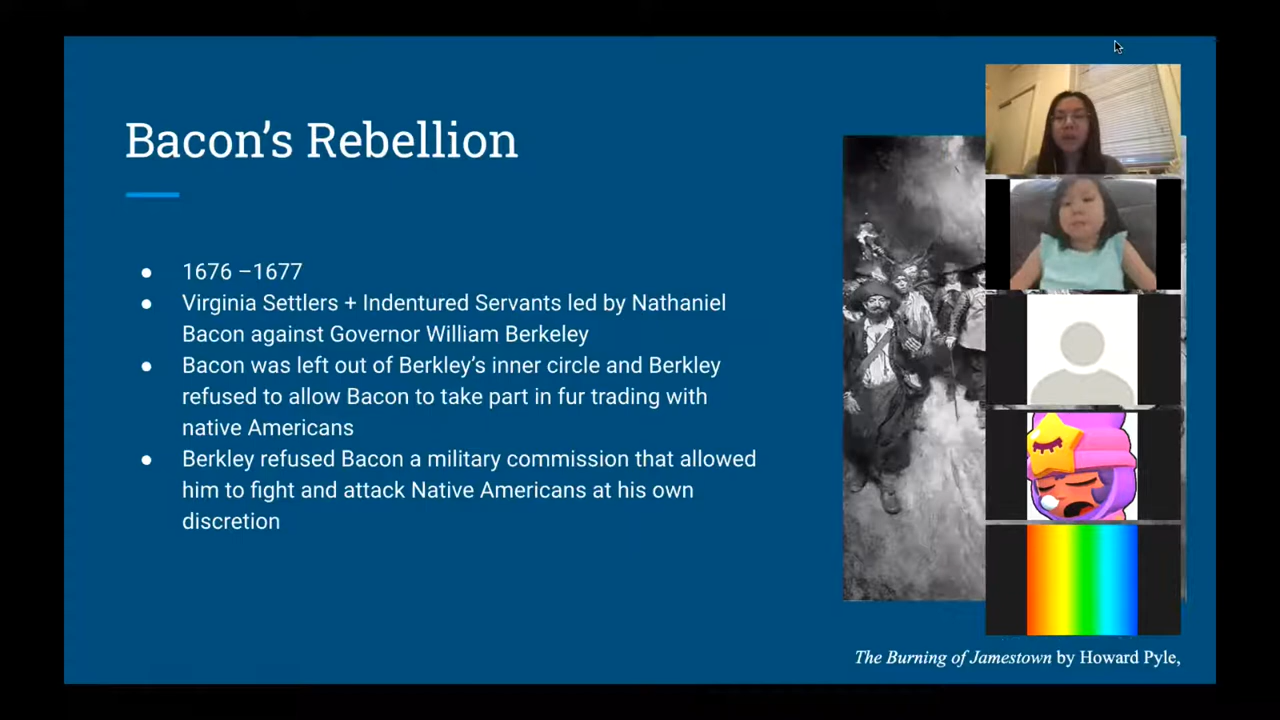 Bacon's Rebellion
● 1676 –1677
● Virginia Settlers + Indentured Servants led by Nathaniel
Bacon against Governor William Berkeley
● Bacon was left out of Berkley's inner circle and Berkley
refused to allow Bacon to take part in fur trading with
native Americans
● Berkley refused Bacon a military commission that allowed
him to fight and attack Native Americans at his own
discretion
The Burning of Jamestown by Howard Pyle,